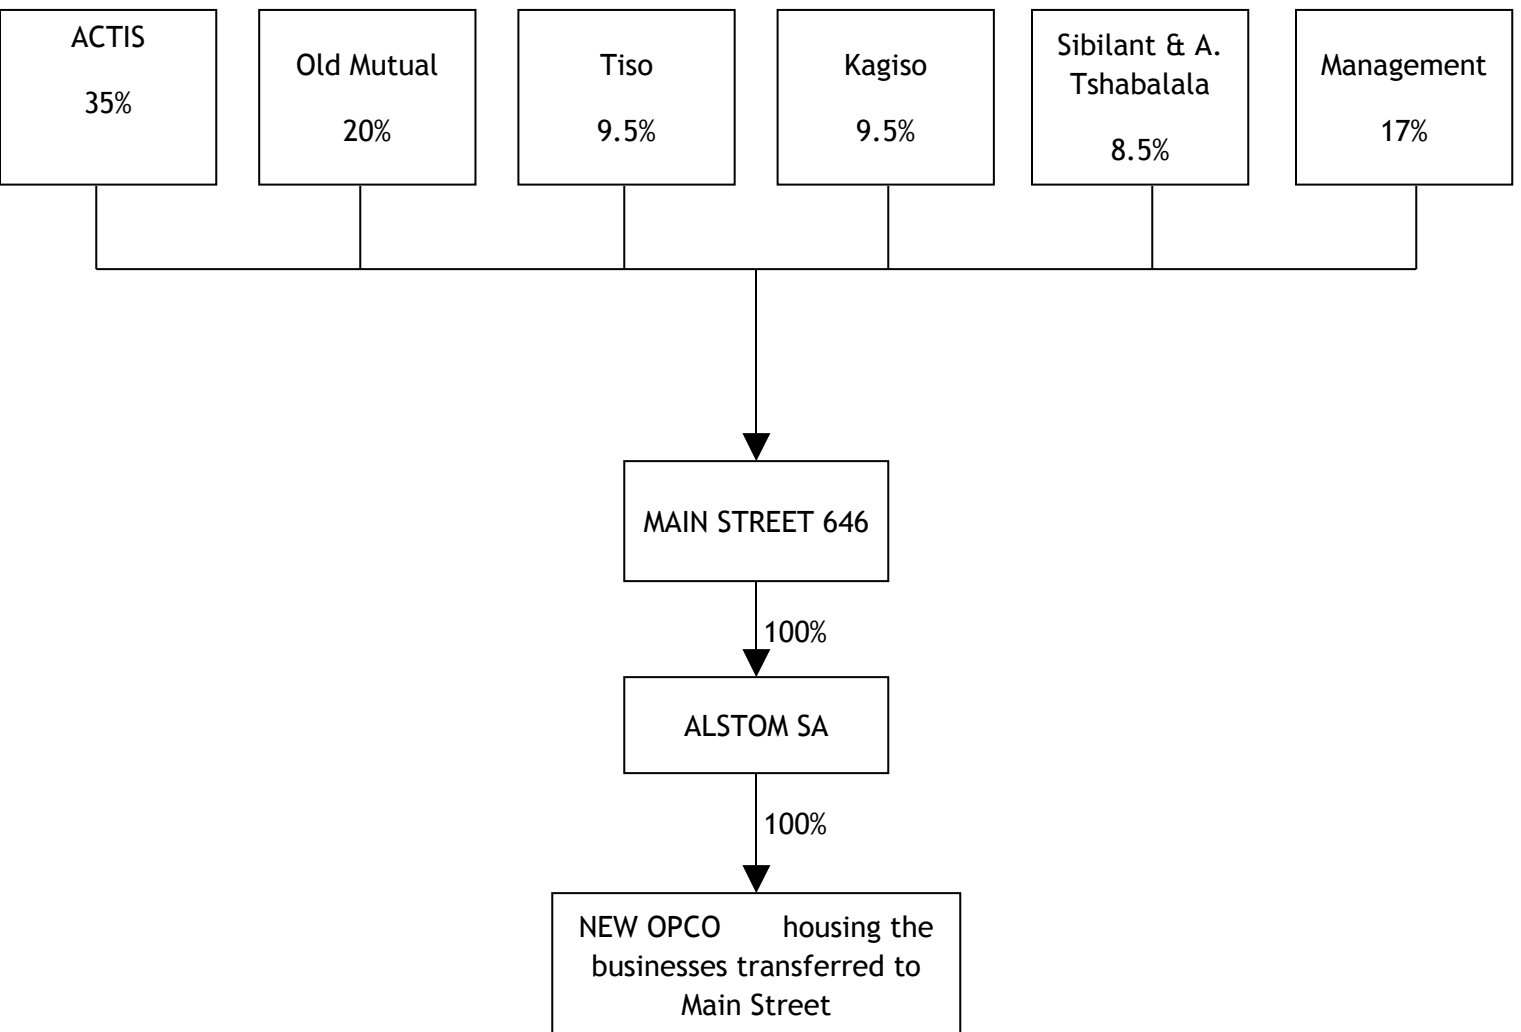 ACTIS
35%
Old Mutual
20%
Tiso
9.5%
Kagiso
9.5%
Sibilant & A.
Tshabalala
8.5%
Management
17%
MAIN STREET 646
100%
ALSTOM SA
100%
NEW OPCO housing the
businesses transferred to
Main Street